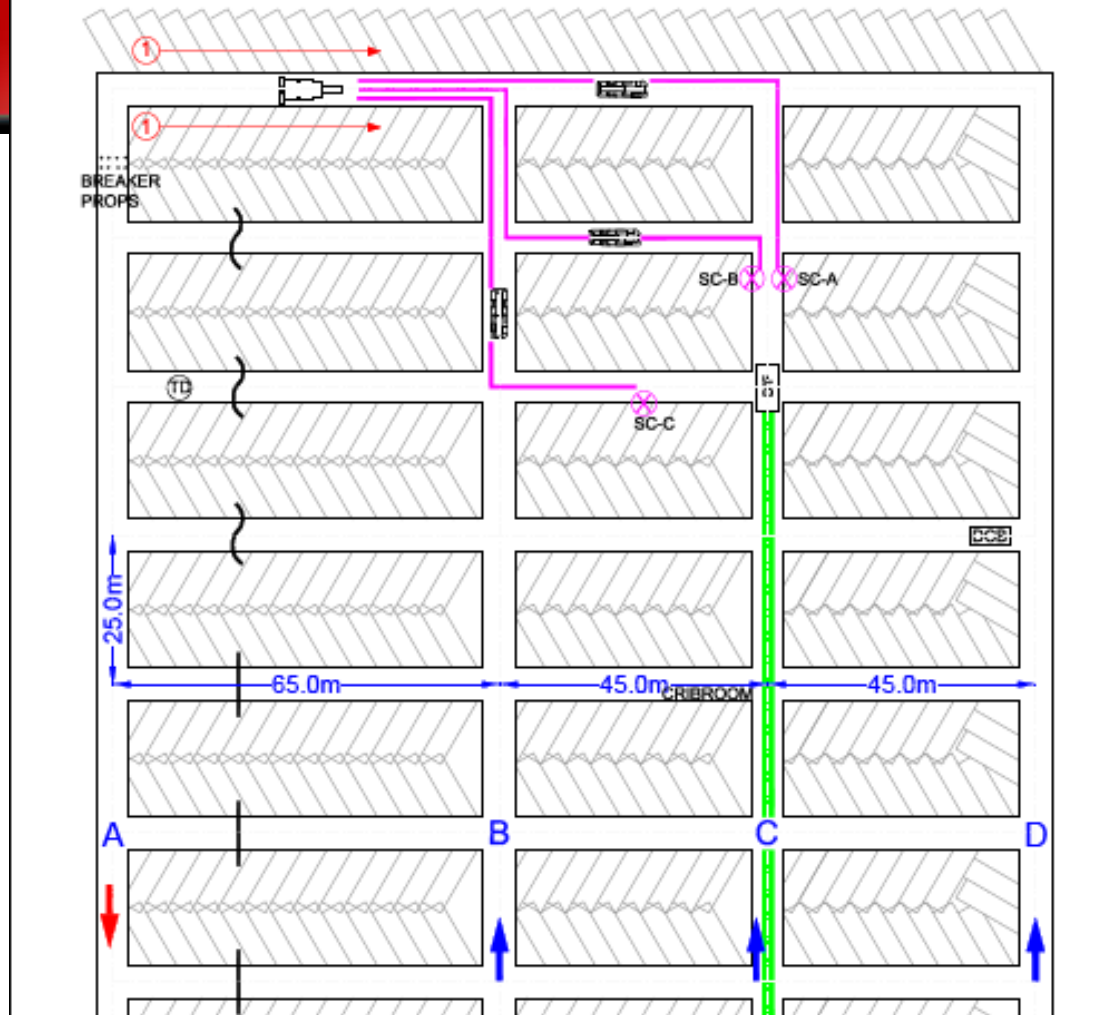 1
1
BREAKER
PROPS
SC-B
SC-A
TD
SC-C
DCB
25.0m
65.0m
45.0m
45.0m
CRIBROOM
A
B
C
D